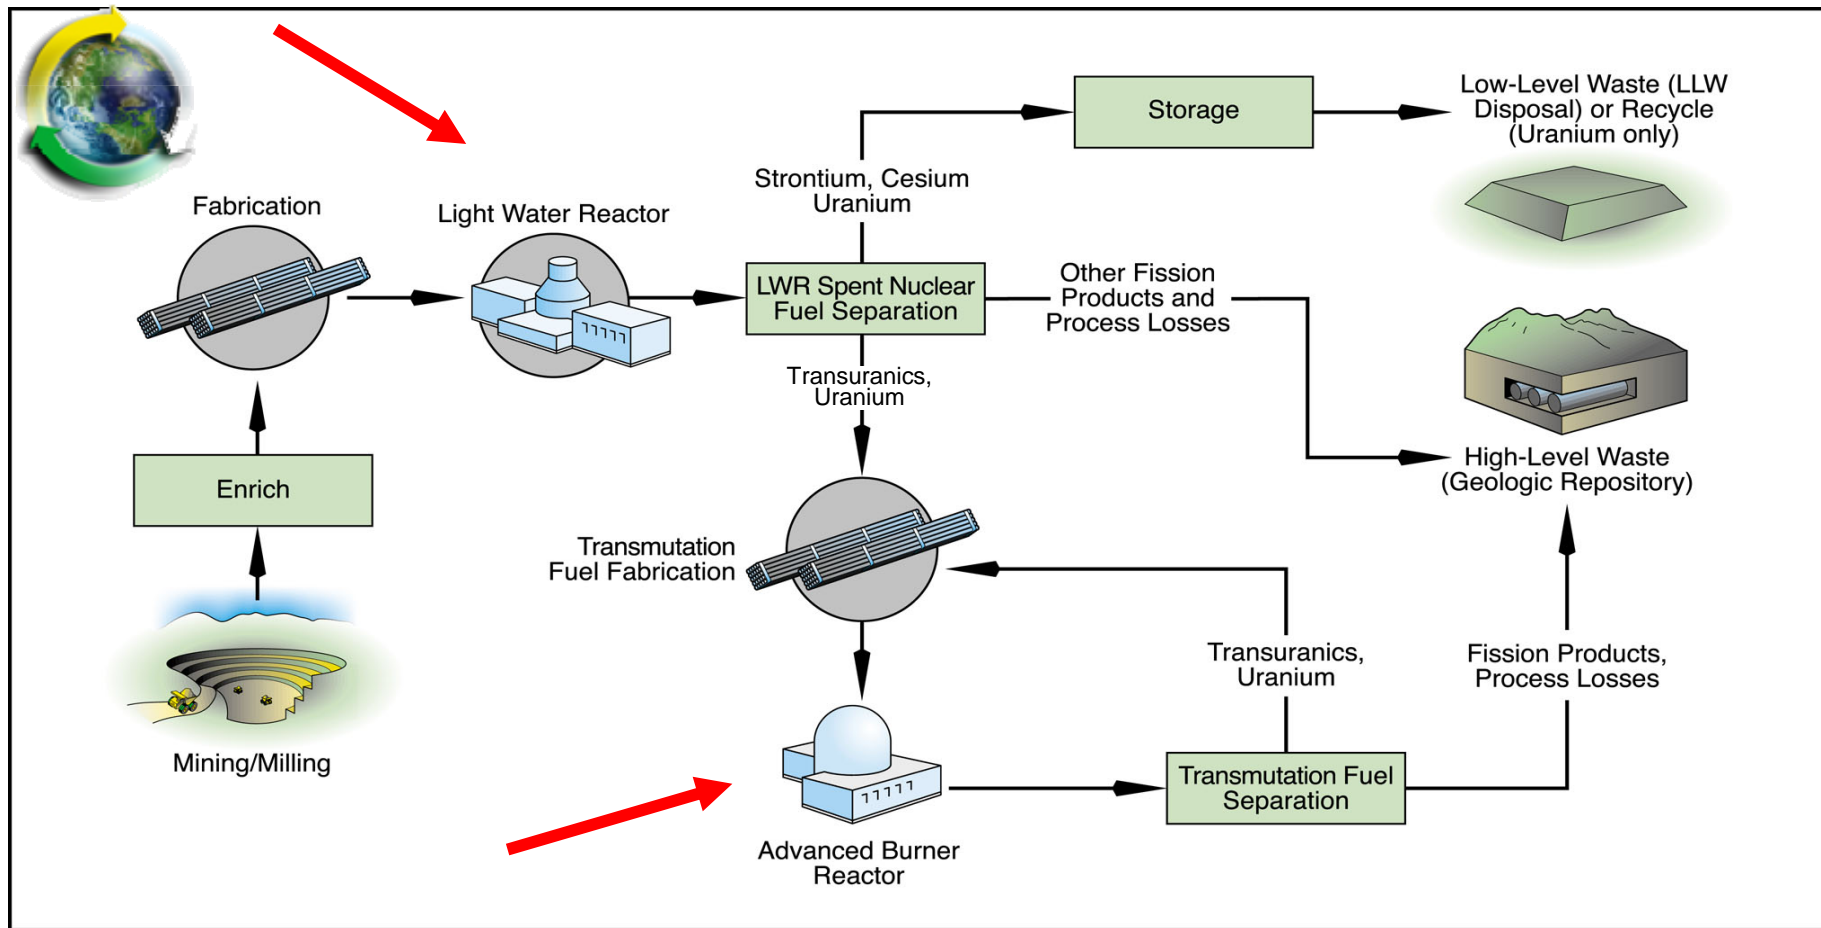 Storage
Low-Level Waste (LLW
Disposal) or Recycle
(Uranium only)
Strontium, Cesium
Uranium
Fabrication
Light Water Reactor
LWR Spent Nuclear
Fuel Separation
Other Fission
Products and
Process Losses
Transuranics,
Uranium
Enrich
High-Level Waste
(Geologic Repository)
Transmutation
Fuel Fabrication
Transuranics,
Uranium
Fission Products,
Process Losses
Mining/Milling
Transmutation Fuel
Separation
Advanced Burner
Reactor